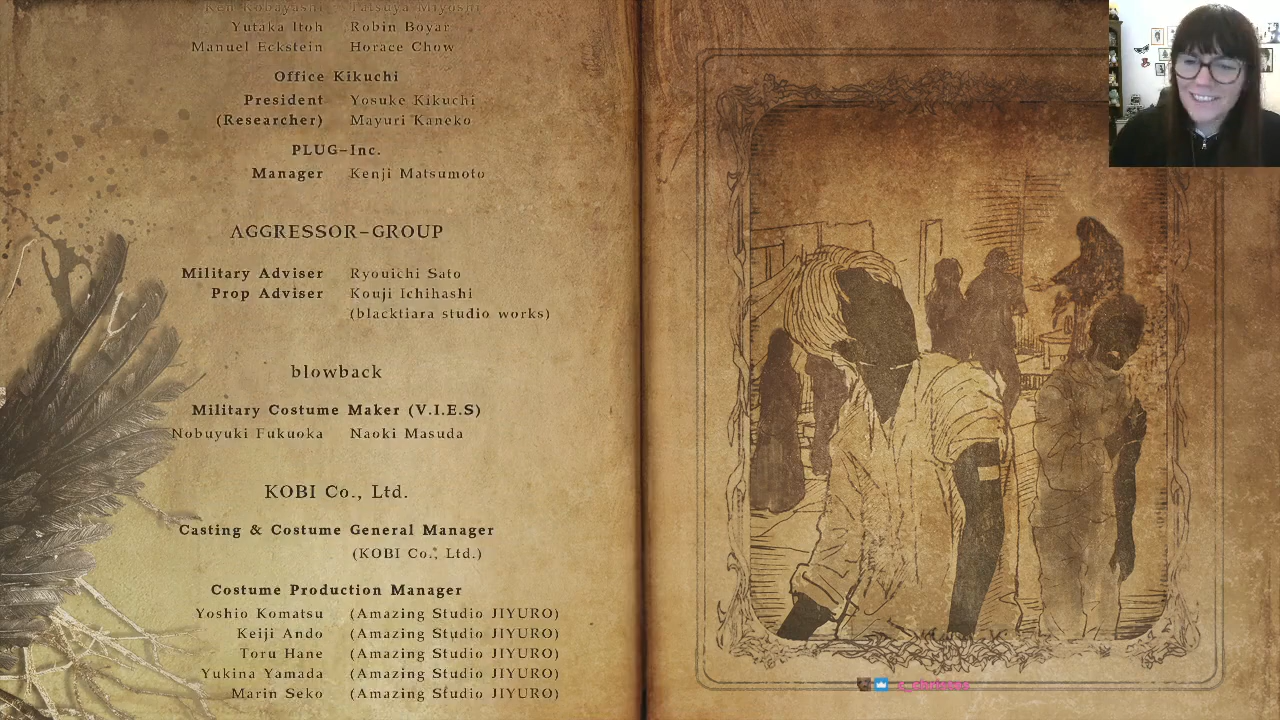 Ken Kobayashi Tatsuya Miyoshi
Yutaka Itoh Robin Boyar
Manuel Eckstein Horace Chow
Office Kikuchi
President Yosuke Kikuchi
(Researcher) Mayuri Kaneko
PLUG-Inc.
Manager Kenji Matsumoto
AGGRESSOR-GROUP
Military Adviser Ryouichi Sato
Prop Adviser Kouji Ichihashi
(blacktiara studio works)
blowback
Military Costume Maker (V.I.E.S)
Nobuyuki Fukuoka Naoki Masuda
KOBI Co., Ltd.
Casting & Costume General Manager
(KOBI Co., Ltd.)
Costume Production Manager
Yoshio Komatsu (Amazing Studio JIYURO)
Keiji Ando (Amazing Studio JIYURO)
Toru Hane (Amazing Studio JIYURO)
Yukina Yamada (Amazing Studio JIYURO)
Marin Seko (Amazing Studio JIYURO)